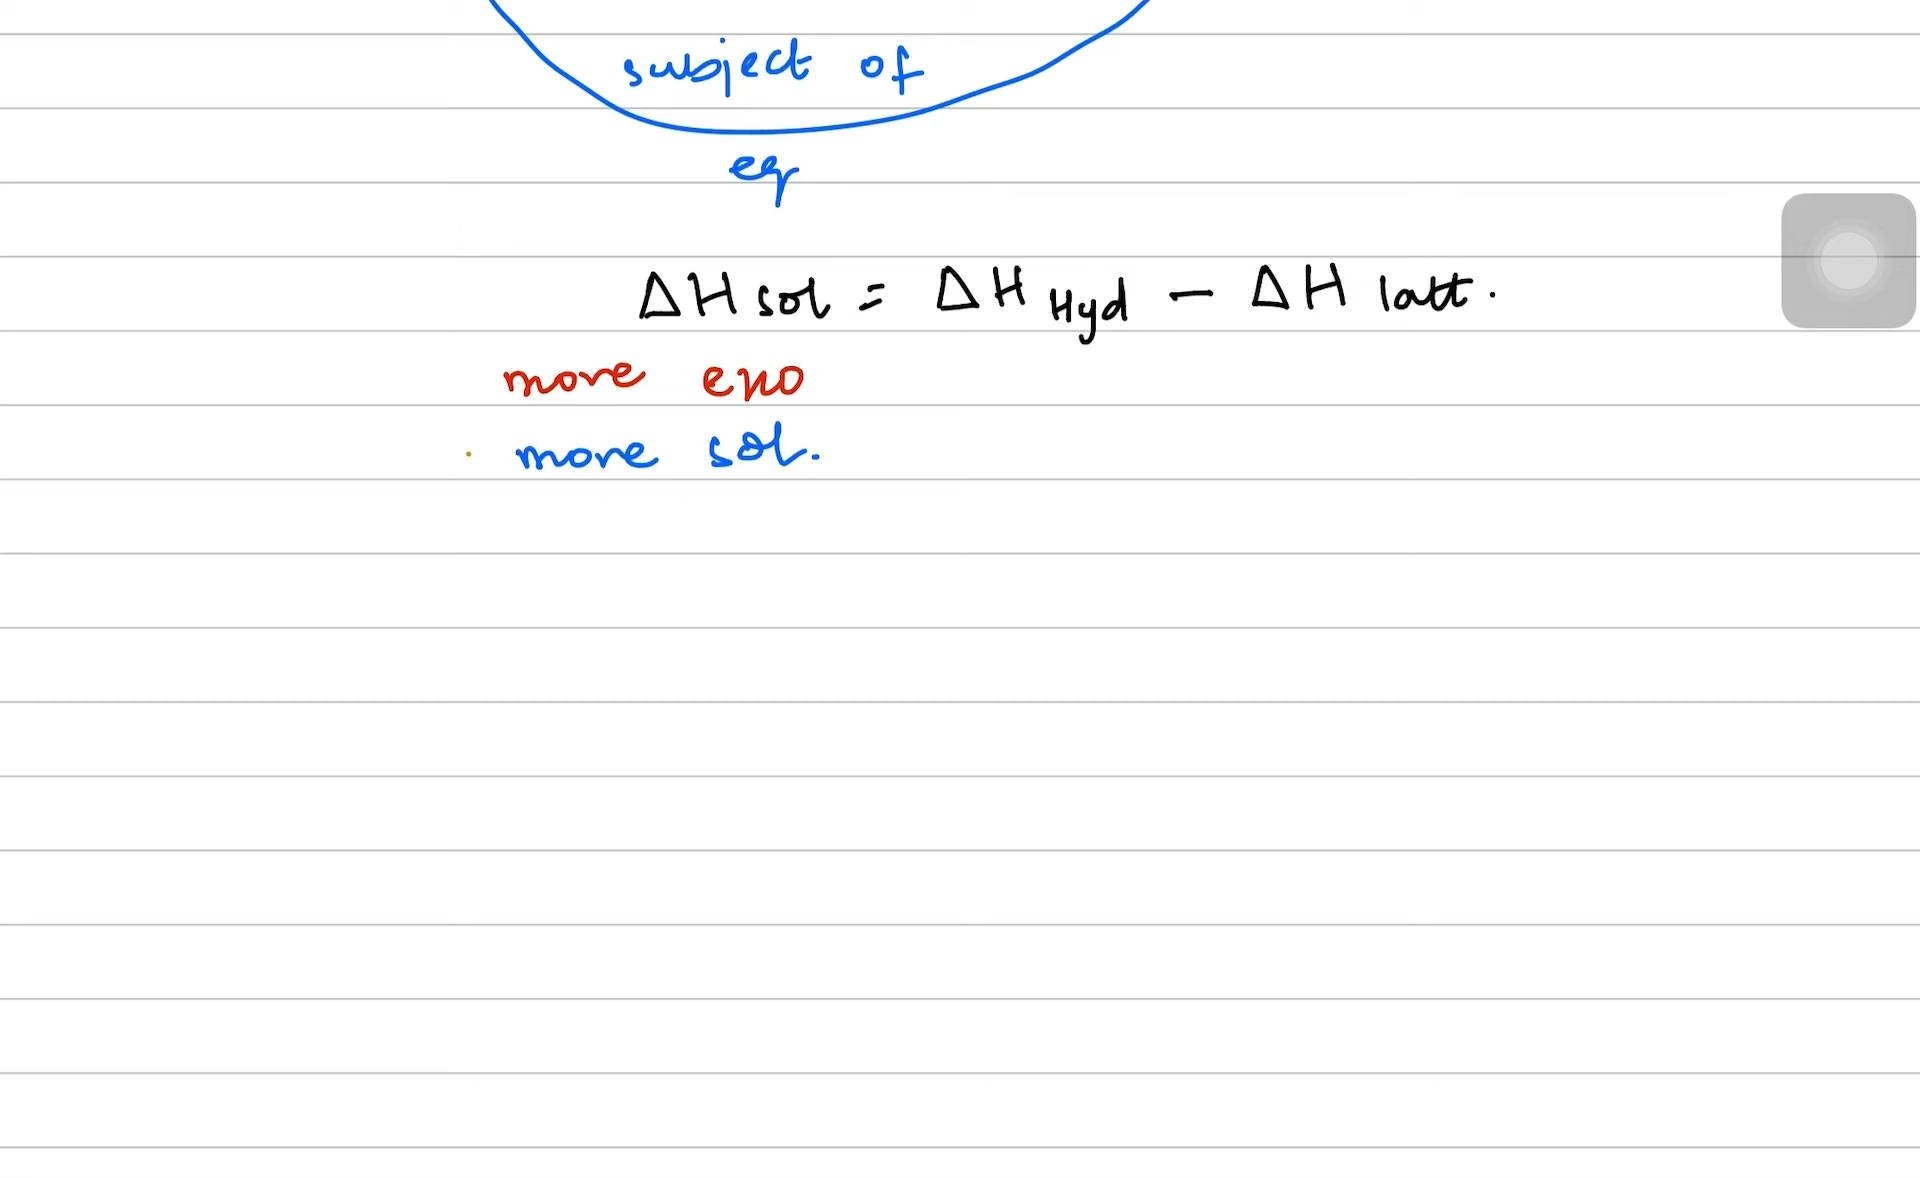 subject of
eq
ΔH sol = ΔH Hyd - ΔH latt.
more exo
more sol.